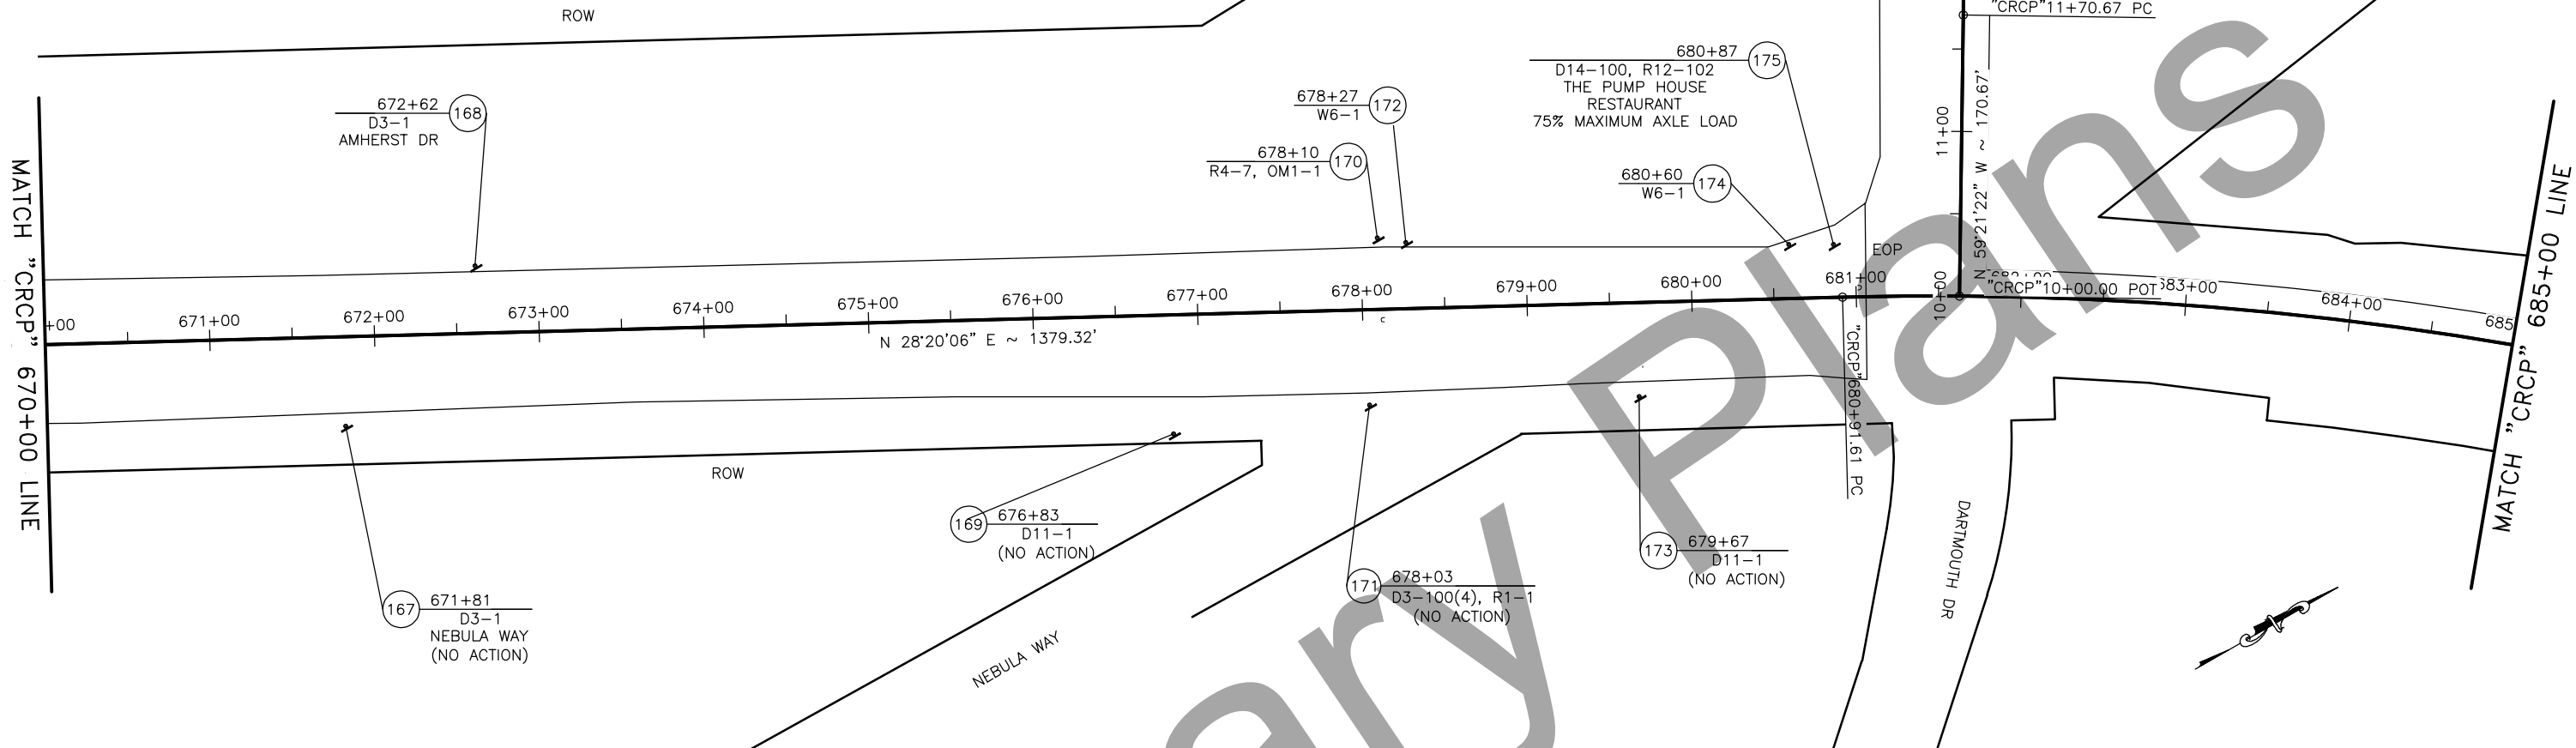 ROW
"CRCP"11+70.67 PC
672+62
168
D3-1
AMHERST DR
678+27
172
W6-1
678+10
170
R4-7, OM1-1
680+87
175
D14-100, R12-102
THE PUMP HOUSE
RESTAURANT
75% MAXIMUM AXLE LOAD
680+60
174
W6-1
11+00
N 59°21'22" W ~ 170.67'
EOP
MATCH "CRCP" 670+00 LINE
+00
671+00
672+00
673+00
674+00
675+00
676+00
677+00
678+00
679+00
680+00
681+00
10+00
"CRCP"10+00.00 POT
683+00
684+00
685
MATCH "CRCP" 685+00 LINE
C
N 28°20'06" E ~ 1379.32'
"CRCP"680+91.61 PC
ROW
167
671+81
D3-1
NEBULA WAY
(NO ACTION)
169
676+83
D11-1
(NO ACTION)
171
678+03
D3-100(4), R1-1
(NO ACTION)
173
679+67
D11-1
(NO ACTION)
NEBULA WAY
DARTMOUTH DR
N
ary Plans